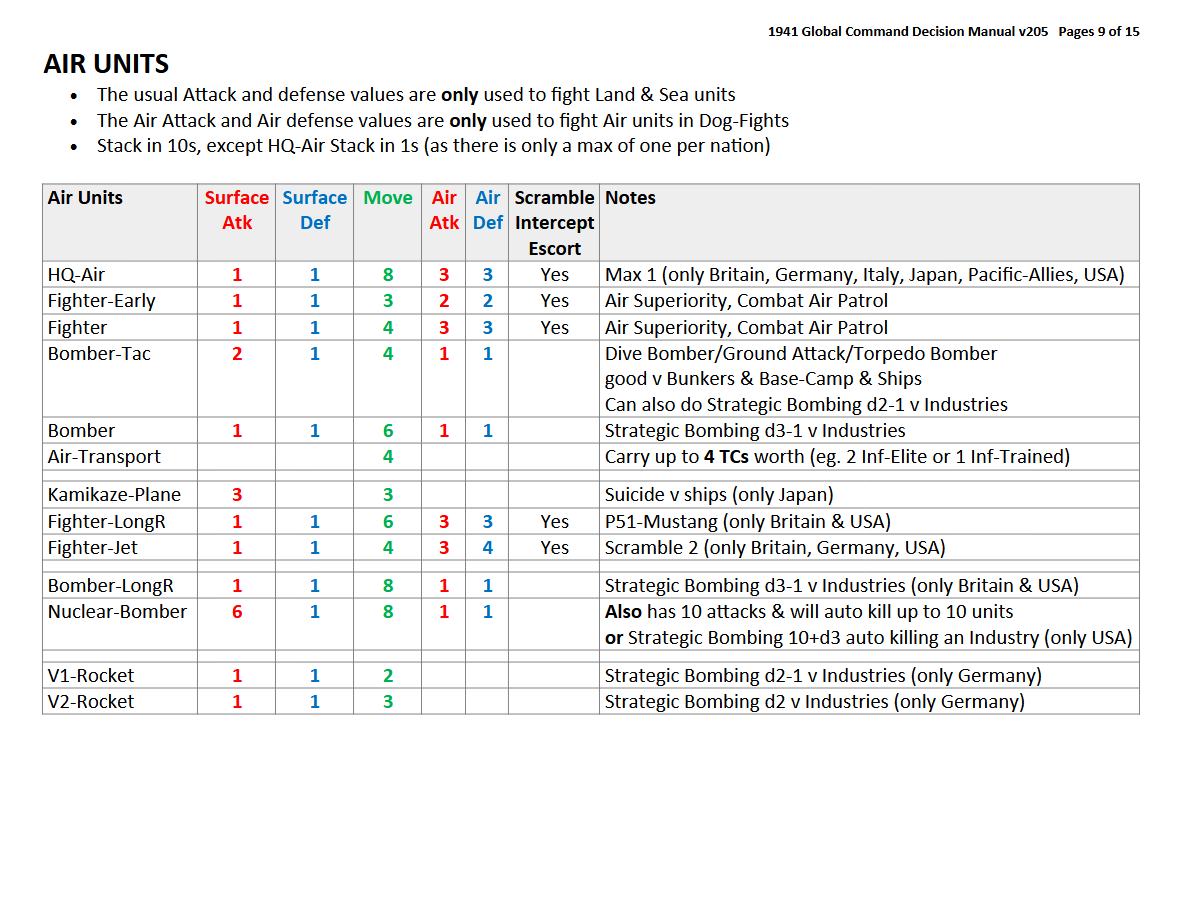 1941 Global Command Decision Manual v205 Pages 9 of 15
AIR UNITS
• The usual Attack and defense values are only used to fight Land & Sea units
• The Air Attack and Air defense values are only used to fight Air units in Dog-Fights
• Stack in 10s, except HQ-Air Stack in 1s (as there is only a max of one per nation)
Air Units Surface Surface Move Air Air Scramble Notes
Atk Def Atk Def Intercept
Escort
HQ-Air 1 1 8 3 3 Yes Max 1 (only Britain, Germany, Italy, Japan, Pacific-Allies, USA)
Fighter-Early 1 1 3 2 2 Yes Air Superiority, Combat Air Patrol
Fighter 1 1 4 3 3 Yes Air Superiority, Combat Air Patrol
Bomber-Tac 2 1 4 1 1 Dive Bomber/Ground Attack/Torpedo Bomber
good v Bunkers & Base-Camp & Ships
Can also do Strategic Bombing d2-1 v Industries
Bomber 1 1 6 1 1 Strategic Bombing d3-1 v Industries
Air-Transport 4 Carry up to 4 TCs worth (eg. 2 Inf-Elite or 1 Inf-Trained)
Kamikaze-Plane 3 3 Suicide v ships (only Japan)
Fighter-LongR 1 1 6 3 3 Yes P51-Mustang (only Britain & USA)
Fighter-Jet 1 1 4 3 4 Yes Scramble 2 (only Britain, Germany, USA)
Bomber-LongR 1 1 8 1 1 Strategic Bombing d3-1 v Industries (only Britain & USA)
Nuclear-Bomber 6 1 8 1 1 Also has 10 attacks & will auto kill up to 10 units
or Strategic Bombing 10+d3 auto killing an Industry (only USA)
V1-Rocket 1 1 2 Strategic Bombing d2-1 v Industries (only Germany)
V2-Rocket 1 1 3 Strategic Bombing d2 v Industries (only Germany)